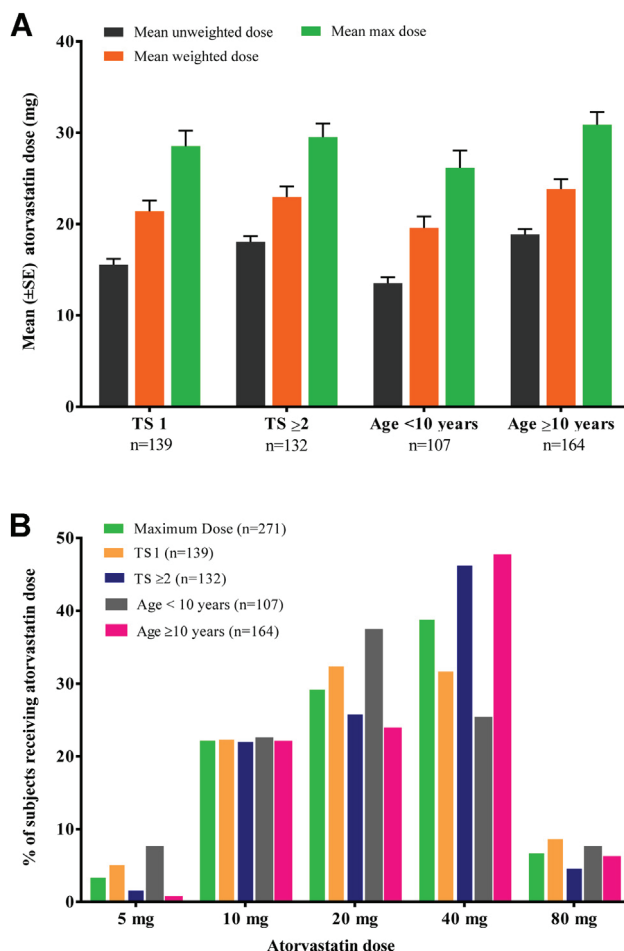 A
Mean unweighted dose
Mean max dose
Mean weighted dose
Mean (±SE) atorvastatin dose (mg)
40
30
20
10
0
TS 1
TS ≥2
Age <10 years
Age ≥10 years
n=139
n=132
n=107
n=164
B
Maximum Dose (n=271)
TS1 (n=139)
TS ≥2 (n=132)
Age < 10 years (n=107)
Age ≥10 years (n=164)
% of subjects receiving atorvastatin dose
50
40
30
20
10
0
5 mg
10 mg
20 mg
40 mg
80 mg
Atorvastatin dose